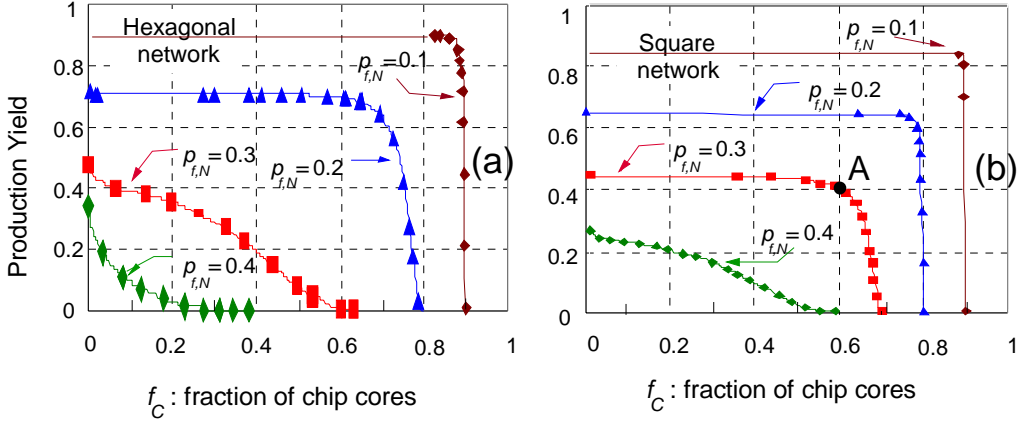 Hexagonal
network
p f,N = 0.1
p f,N = 0.3
p f,N = 0.2
p f,N = 0.4
(a)
Production Yield
1
0.8
0.6
0.4
0.2
0
0 0.2 0.4 0.6 0.8 1
f C : fraction of chip cores
Square
network
p f,N = 0.1
p f,N = 0.2
p f,N = 0.3
A
(b)
p f,N = 0.4
1
0.8
0.6
0.4
0.2
0
0 0.2 0.4 0.6 0.8 1
f C : fraction of chip cores